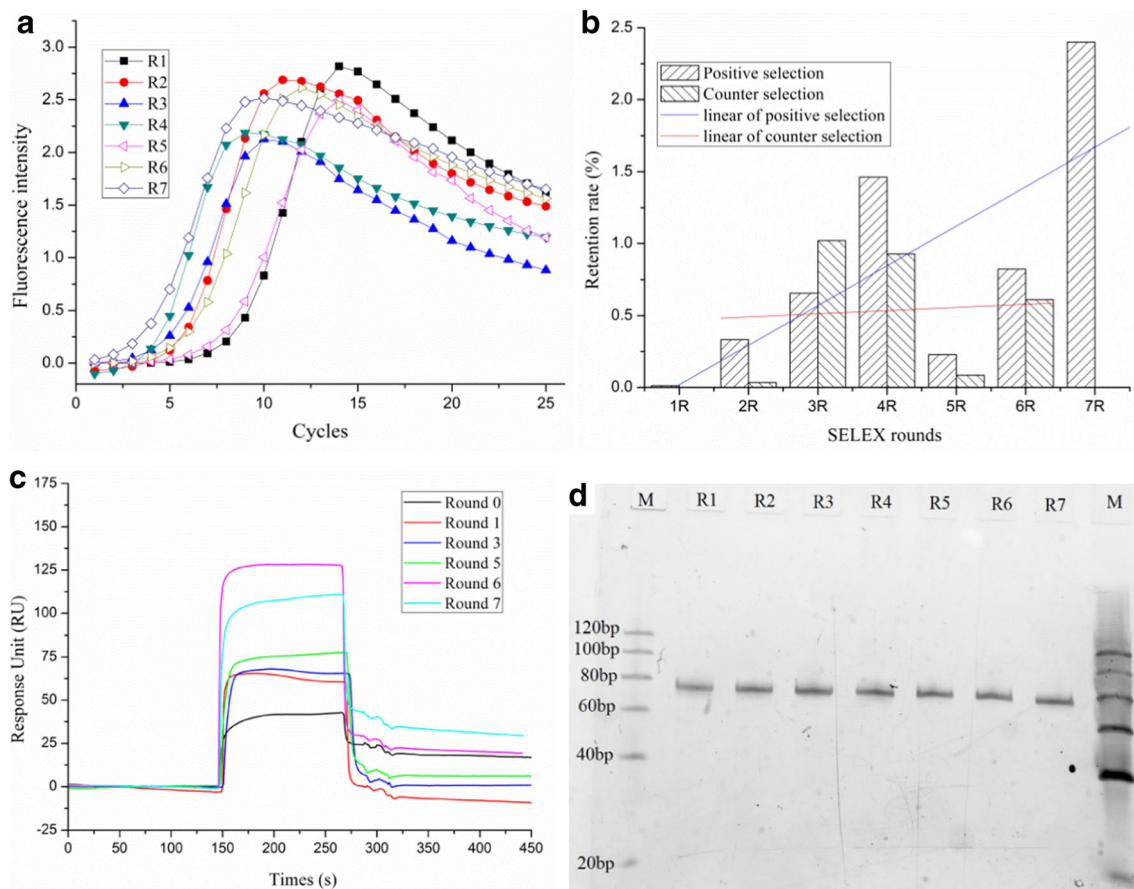 a
Fluorescence intensity
3.0
2.5
2.0
1.5
1.0
0.5
0.0
R1
R2
R3
R4
R5
R6
R7
0 5 10 15 20 25
Cycles
b
Retention rate (%)
2.5
2.0
1.5
1.0
0.5
0.0
Positive selection
Counter selection
linear of positive selection
linear of counter selection
1R 2R 3R 4R 5R 6R 7R
SELEX rounds
c
Response Unit (RU)
175
150
125
100
75
50
25
0
-25
Round 0
Round 1
Round 3
Round 5
Round 6
Round 7
0 50 100 150 200 250 300 350 400 450
Times (s)
d
M R1 R2 R3 R4 R5 R6 R7 M
120bp
100bp
80bp
60bp
40bp
20bp